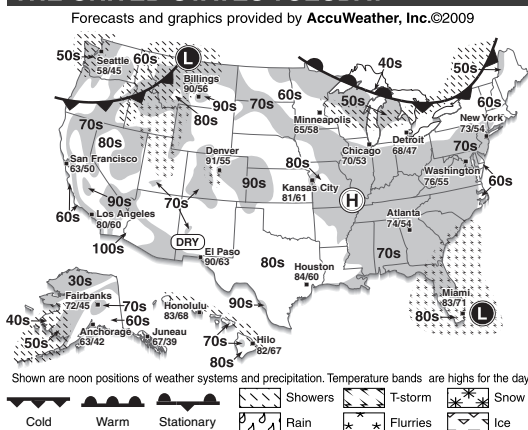 THE UNITED STATES TUESDAY
Forecasts and graphics provided by AccuWeather, Inc.©2009
40s
50s
Seattle
58/45
60s
L
50s
Billings
90/56
90s
80s
70s
60s
50s
60s
Minneapolis
65/58
New York
73/54
70s
80s
Chicago
70/53
Detroit
68/47
70s
San Francisco
63/50
Denver
91/55
80s
Washington
76/55
60s
90s
90s
Kansas City
81/61
H
60s
Los Angeles
80/60
70s
Atlanta
74/54
100s
DRY
El Paso
90/63
80s
70s
Houston
84/60
30s
Fairbanks
72/45
70s
Honolulu
83/68
90s
Miami
83/71
80s
L
40s
60s
50s
Anchorage
63/42
Juneau
67/39
70s
Hilo
82/67
80s
Shown are noon positions of weather systems and precipitation. Temperature bands are highs for the day
Cold
Warm
Stationary
Showers
T-storm
Snow
Rain
Flurries
Ice